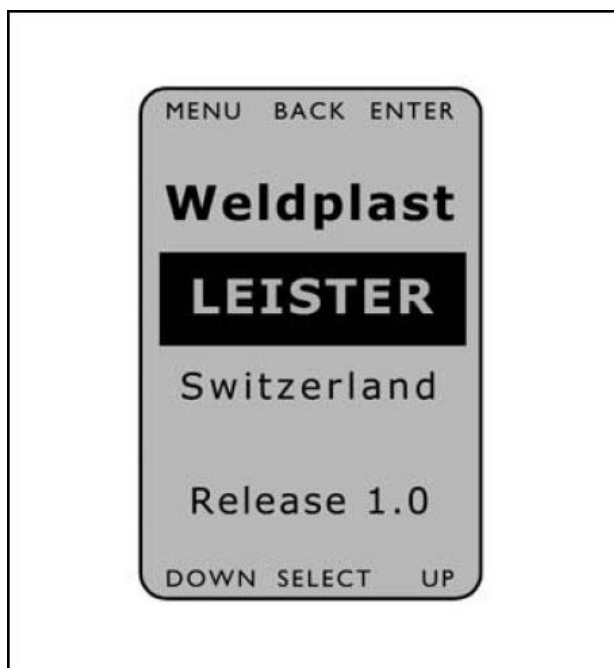 MENU BACK ENTER
Weldplast
LEISTER
Switzerland
Release 1.0
DOWN SELECT UP